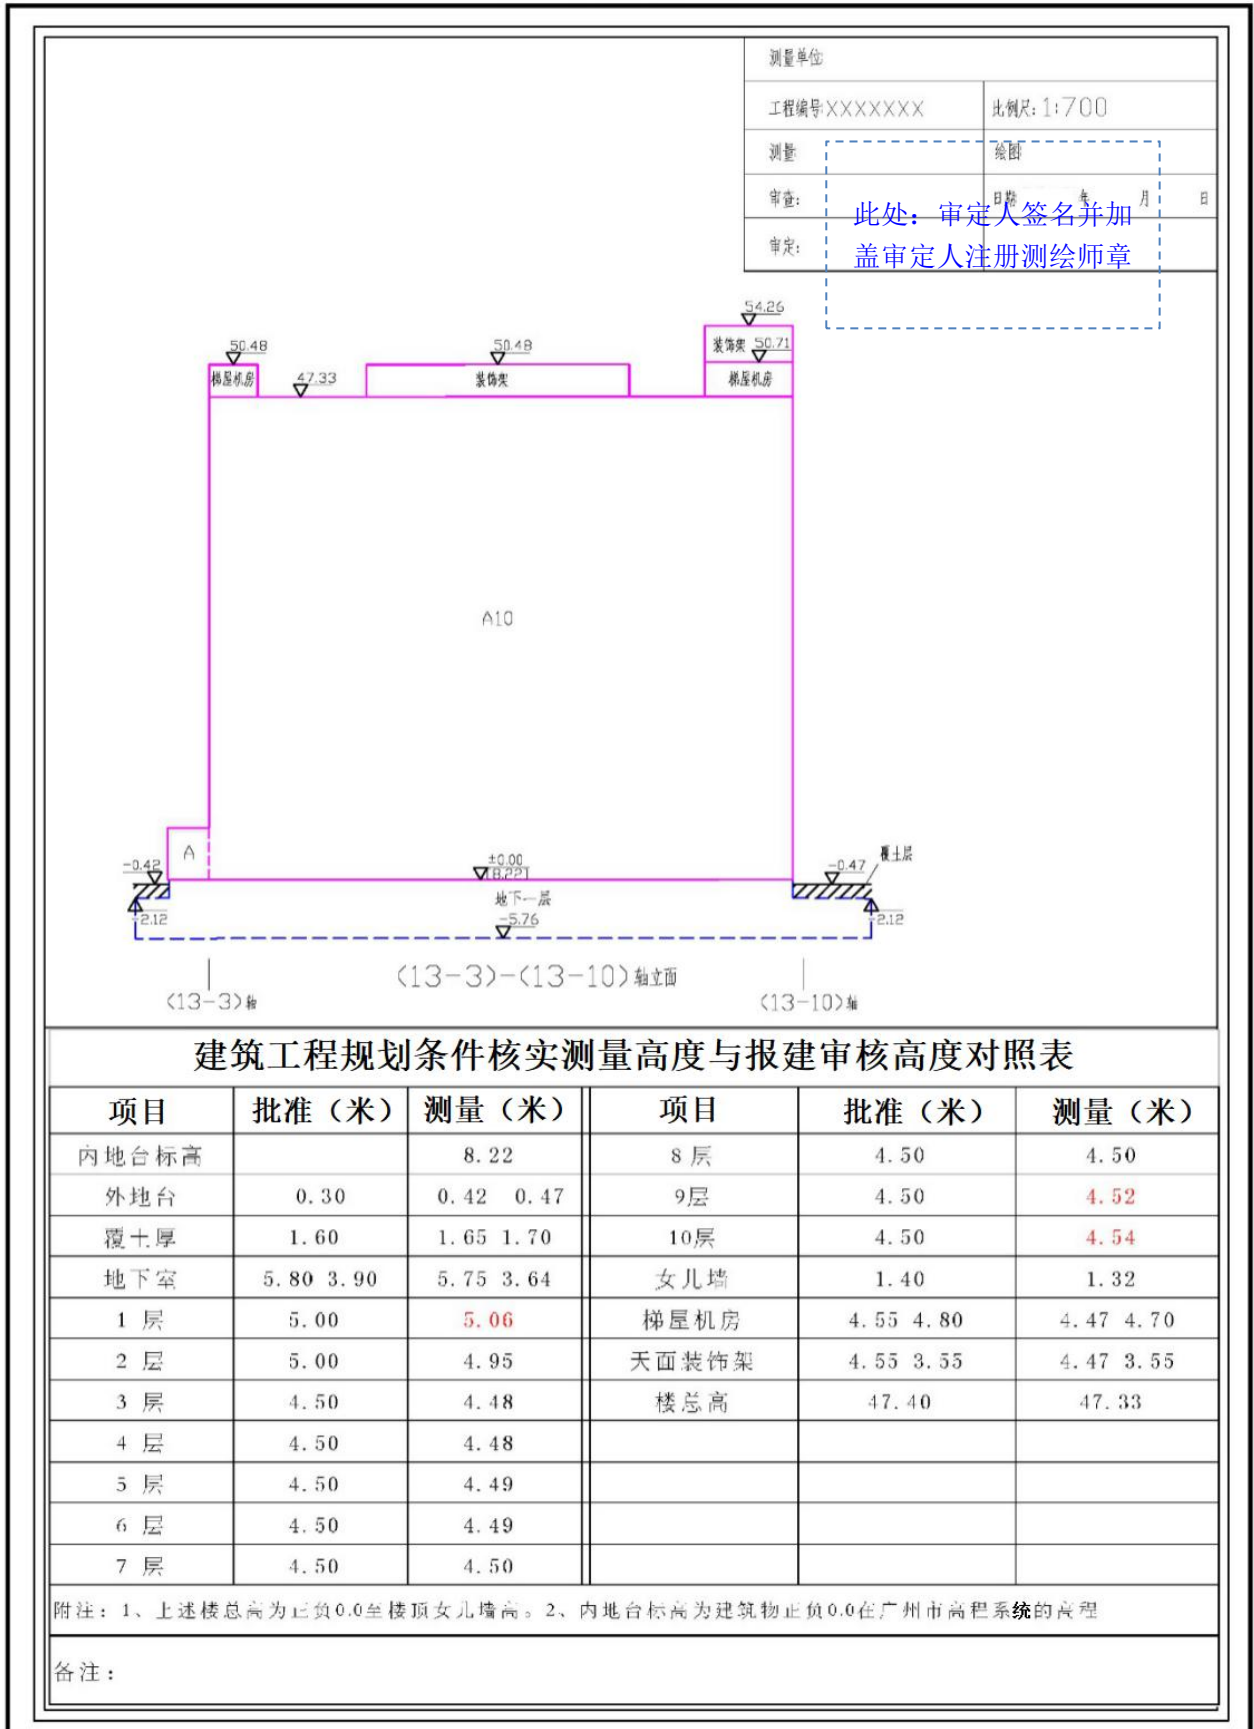 测量单位
工程编号:XXXXXXX 比例尺: 1:700
测量 绘图
审查: 日期 年 月 日
审定:
此处：审定人签名并加
盖审定人注册测绘师章
54.26
装饰架 50.71
梯屋机房
50.48
梯屋机房
47.33
50.48
装饰架
A10
A
-0.42
-2.12
±0.00
[8.22]
地下一层
-5.76
-0.47
覆土层
-2.12
(13-3)-(13-10)轴立面
(13-3)轴
(13-10)轴
建筑工程规划条件核实测量高度与报建审核高度对照表
项目 批准（米） 测量（米） 项目 批准（米） 测量（米）
内地台标高 8.22 8 层 4.50 4.50
外地台 0.30 0.42 0.47 9层 4.50 4.52
覆土厚 1.60 1.65 1.70 10层 4.50 4.54
地下室 5.80 3.90 5.75 3.64 女儿墙 1.40 1.32
1 层 5.00 5.06 梯屋机房 4.55 4.80 4.47 4.70
2 层 5.00 4.95 天面装饰架 4.55 3.55 4.47 3.55
3 层 4.50 4.48 楼总高 47.40 47.33
4 层 4.50 4.48
5 层 4.50 4.49
6 层 4.50 4.49
7 层 4.50 4.50
附注：1、上述楼总高为正负0.0至楼顶女儿墙高。2、内地台标高为建筑物正负0.0在广州市高程系统的高程
备注：